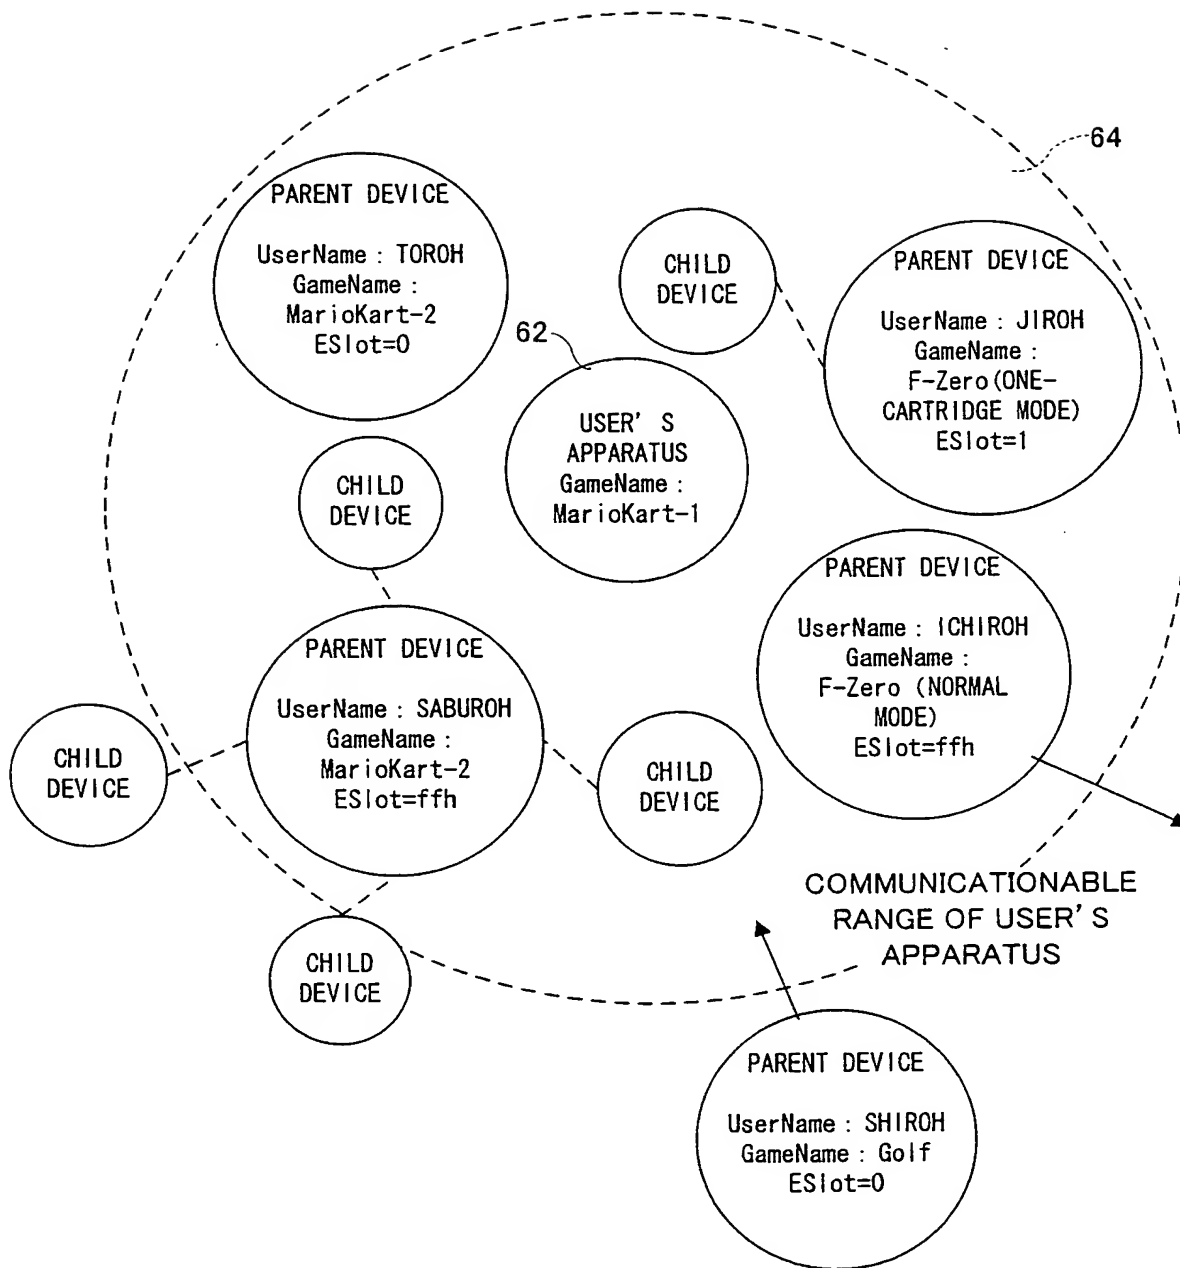 64
PARENT DEVICE
UserName : TOROH
GameName :
MarioKart-2
ESlot=0
CHILD
DEVICE
PARENT DEVICE
UserName : JIROH
GameName :
F-Zero(ONE-
CARTRIDGE MODE)
ESlot=1
62
USER' S
APPARATUS
GameName :
MarioKart-1
CHILD
DEVICE
PARENT DEVICE
UserName : ICHIROH
GameName :
F-Zero (NORMAL
MODE)
ESlot=ffh
PARENT DEVICE
UserName : SABUROH
GameName :
MarioKart-2
ESlot=ffh
CHILD
DEVICE
CHILD
DEVICE
COMMUNICATIONABLE
RANGE OF USER' S
APPARATUS
CHILD
DEVICE
PARENT DEVICE
UserName : SHIROH
GameName : Golf
ESlot=0